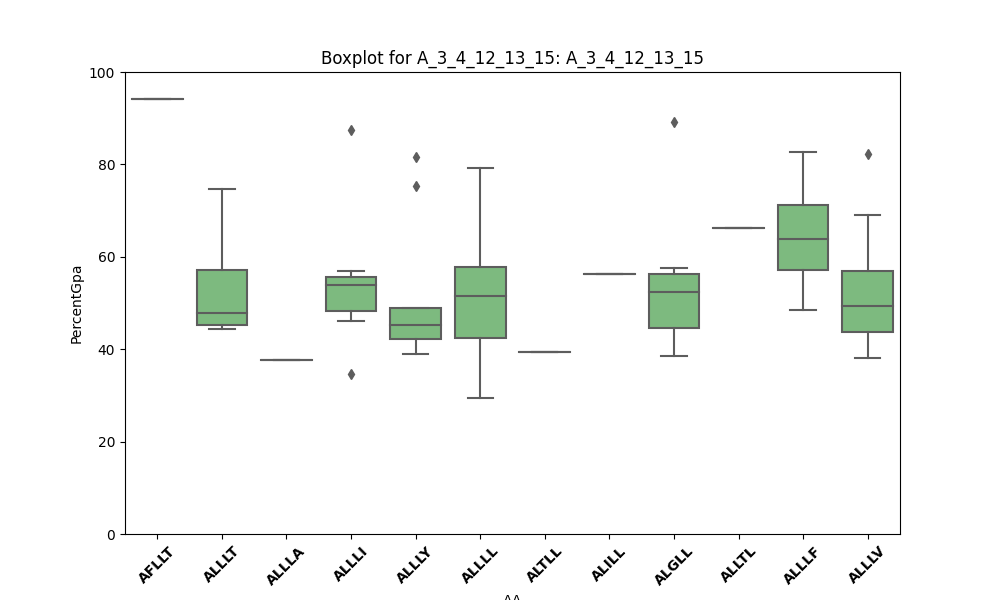 Boxplot for A_3_4_12_13_15: A_3_4_12_13_15
PercentGpa
100
80
60
40
20
0
AFLLT ALLLT ALLLA ALLLI ALLLY ALLLL ALTLL ALILL ALGLL ALLTL ALLLF ALLLV
AA